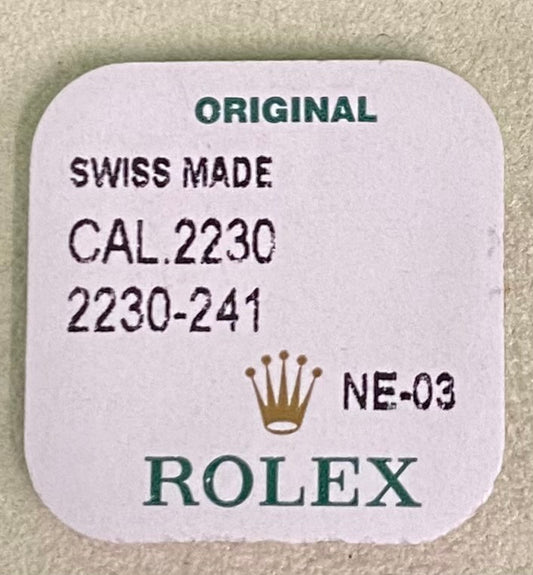 ORIGINAL
SWISS MADE
CAL.2230
2230-241
NE-03
ROLEX